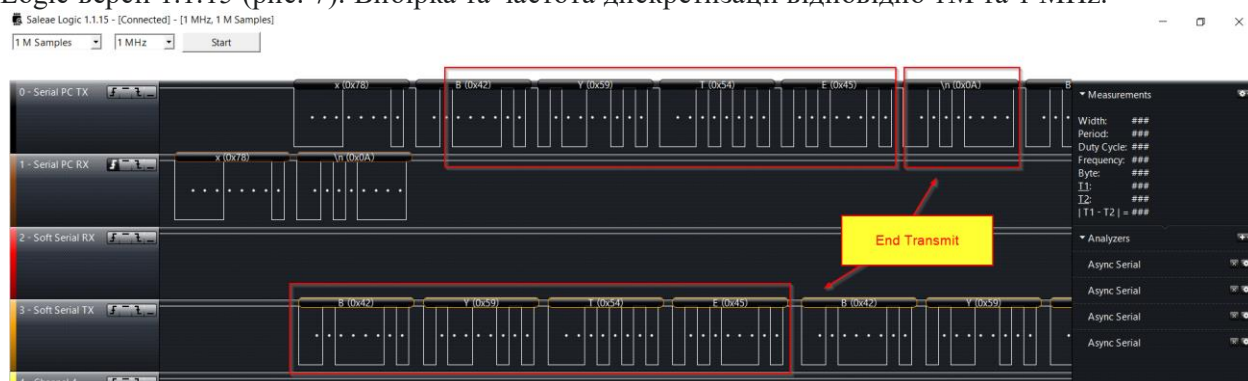 Logic версії 1.1.15 (рис. 7). Вибірка та частота дискретизації відповідно 1М та 1 MHz.
Saleae Logic 1.1.15 - [Connected] - [1 MHz, 1 M Samples]
1 M Samples 1 MHz Start
0 - Serial PC TX
x (0x78) B (0x42) Y (0x59) T (0x54) E (0x45) \n (0x0A) B
1 - Serial PC RX
x (0x78) \n (0x0A)
2 - Soft Serial RX
3 - Soft Serial TX
B (0x42) Y (0x59) T (0x54) E (0x45) B (0x42) Y (0x59)
End Transmit
Measurements
Width: ###
Period: ###
Duty Cycle: ###
Frequency: ###
Byte: ###
T1: ###
T2: ###
| T1 - T2 | = ###
Analyzers
Async Serial
Async Serial
Async Serial
Async Serial